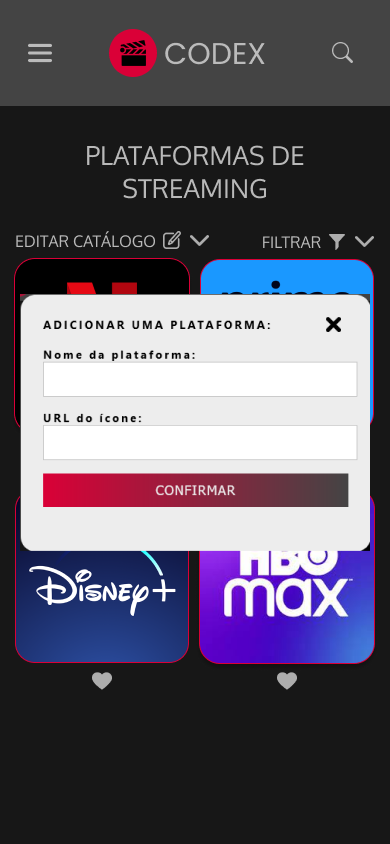 CODEX
PLATAFORMAS DE
STREAMING
EDITAR CATÁLOGO
FILTRAR
ADICIONAR UMA PLATAFORMA:
Nome da plataforma:
URL do ícone:
CONFIRMAR
Disney+
HBO
max